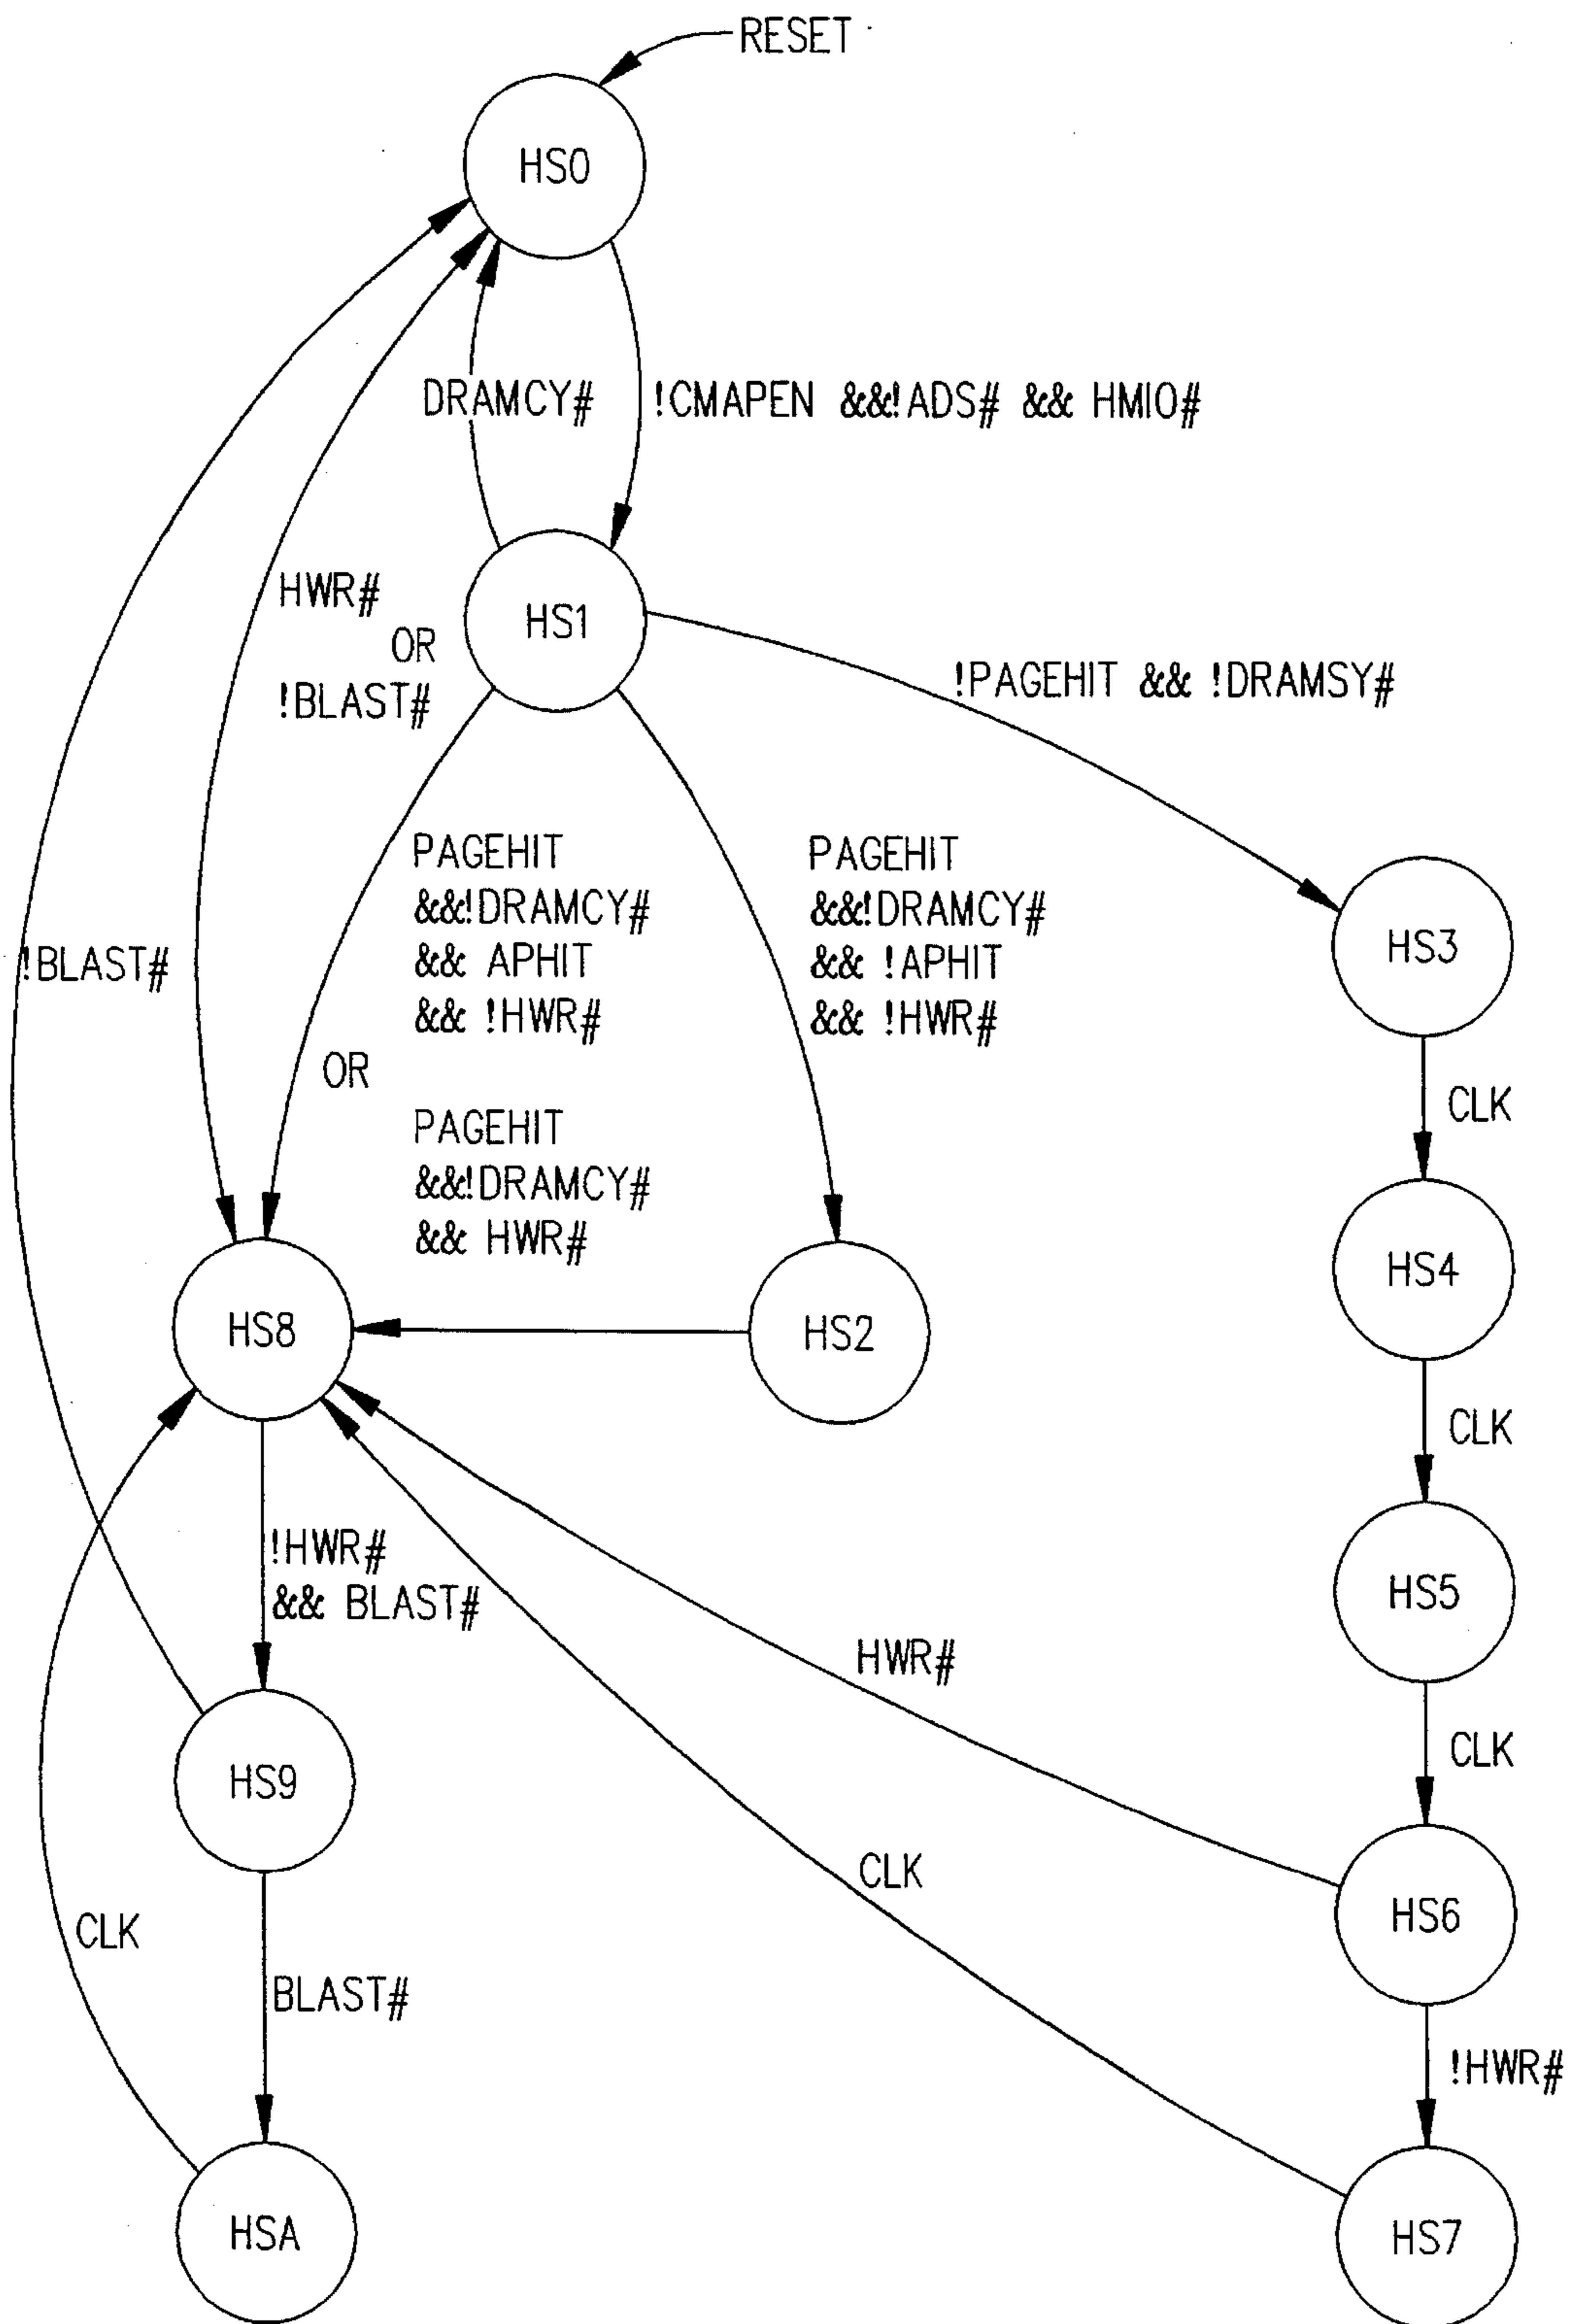 RESET
HS0
DRAMCY#
!CMAPEN &&!ADS# && HMIO#
HWR#
OR
!BLAST#
HS1
!PAGEHIT && !DRAMSY#
PAGEHIT
&&!DRAMCY#
&& APHIT
&& !HWR#
PAGEHIT
&&!DRAMCY#
&& !APHIT
&& !HWR#
HS3
!BLAST#
OR
PAGEHIT
&&!DRAMCY#
&& HWR#
CLK
HS4
HS8
HS2
CLK
!HWR#
&& BLAST#
HS5
HWR#
CLK
HS9
CLK
HS6
CLK
BLAST#
!HWR#
HSA
HS7